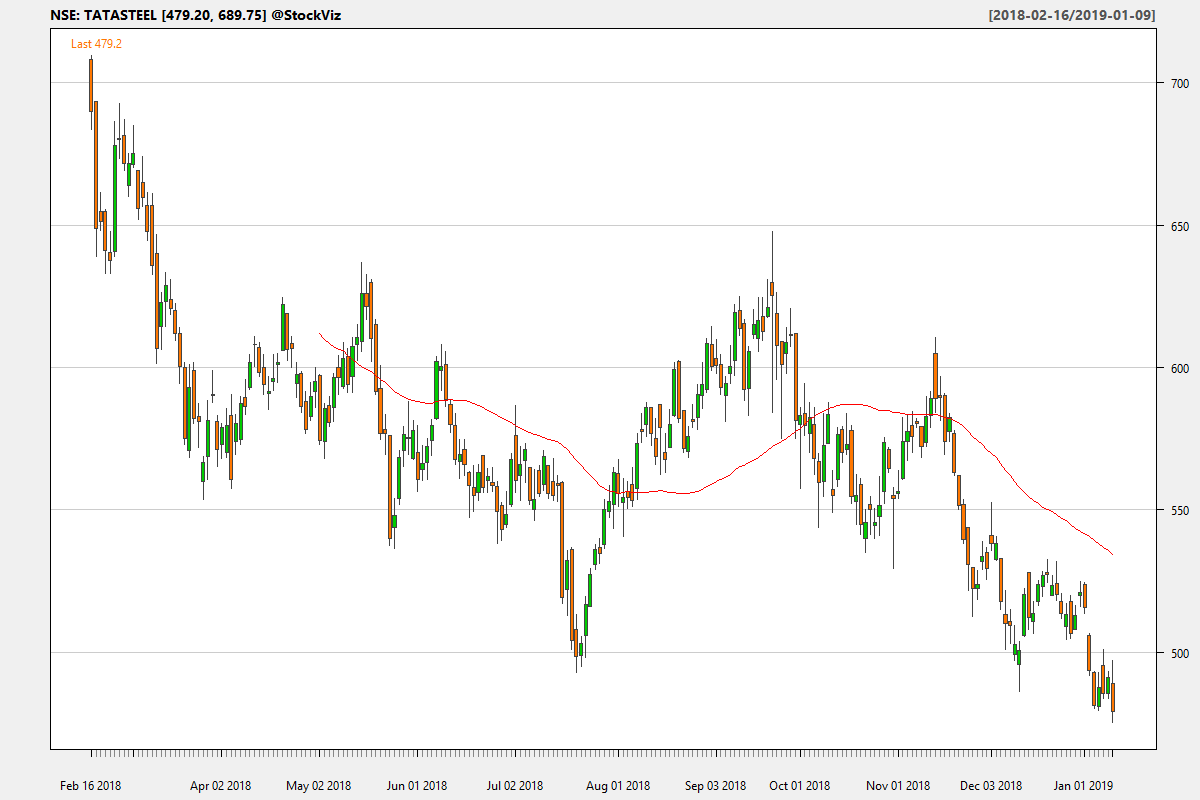 NSE: TATASTEEL [479.20, 689.75] @StockViz
[2018-02-16/2019-01-09]
Last 479.2
700
650
600
550
500
Feb 16 2018
Apr 02 2018
May 02 2018
Jun 01 2018
Jul 02 2018
Aug 01 2018
Sep 03 2018
Oct 01 2018
Nov 01 2018
Dec 03 2018
Jan 01 2019